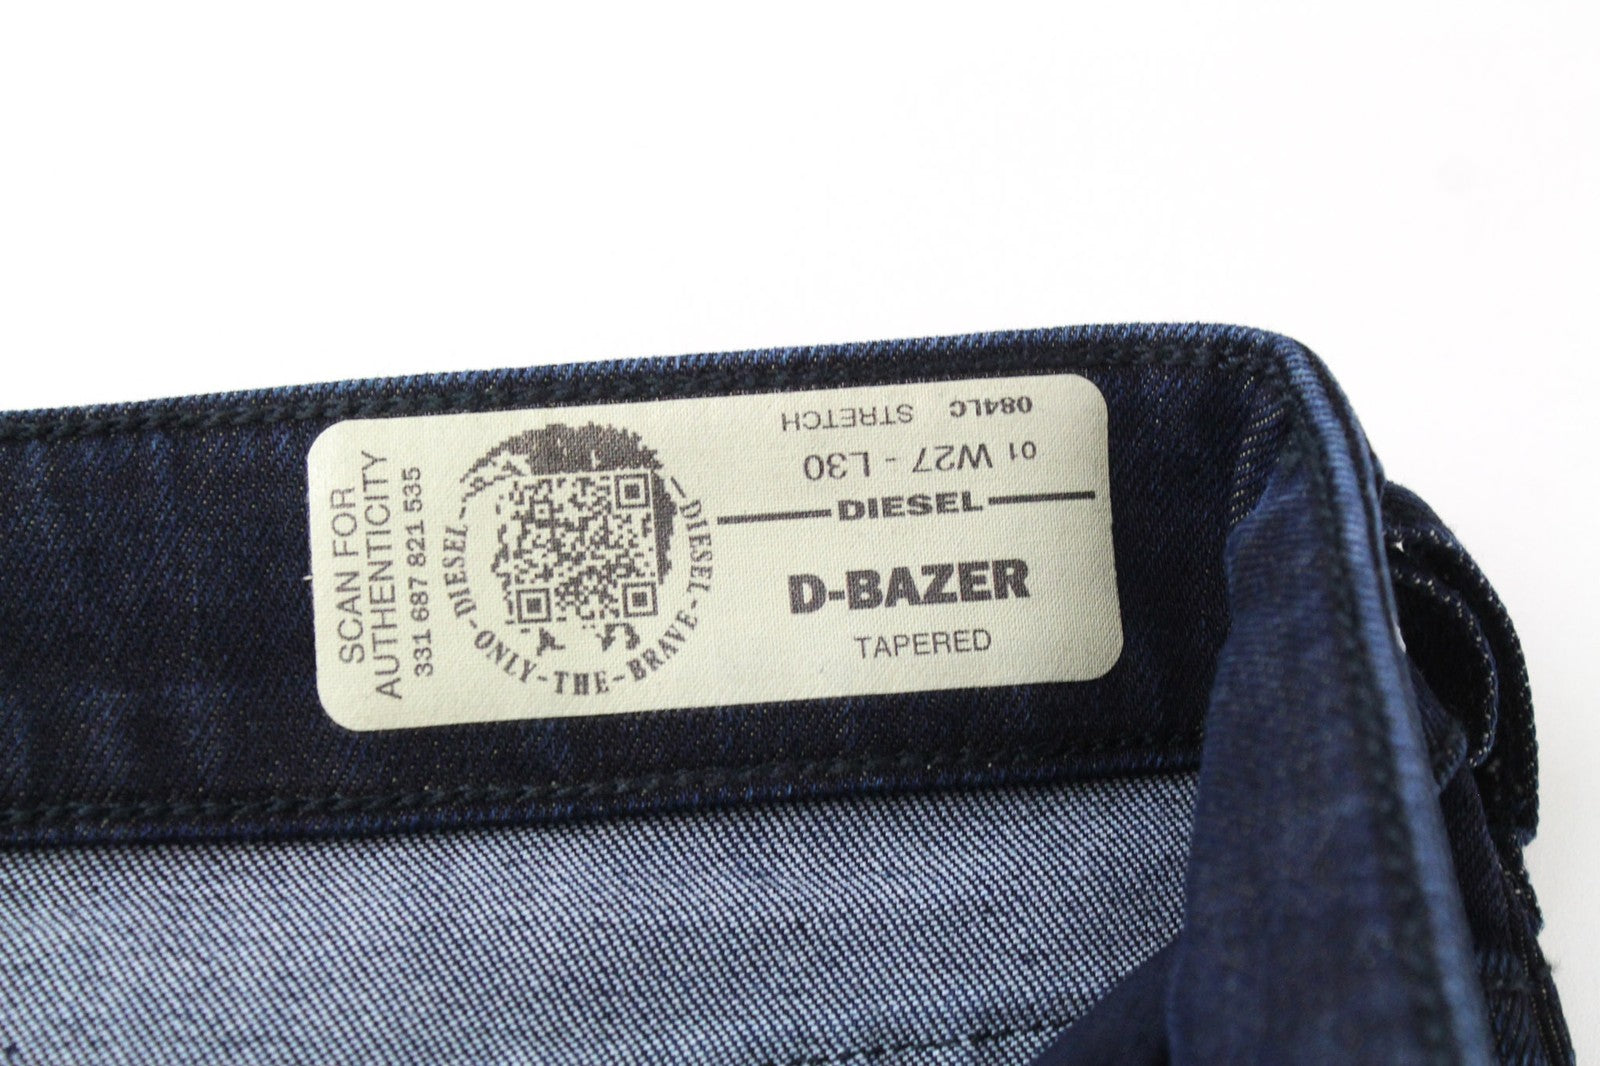 SCAN FOR
AUTHENTICITY
331 687 821 535
DIESEL-ONLY-THE-BRAVE-DIESEL
084LC STRETCH
01 W27 - L30
DIESEL
D-BAZER
TAPERED